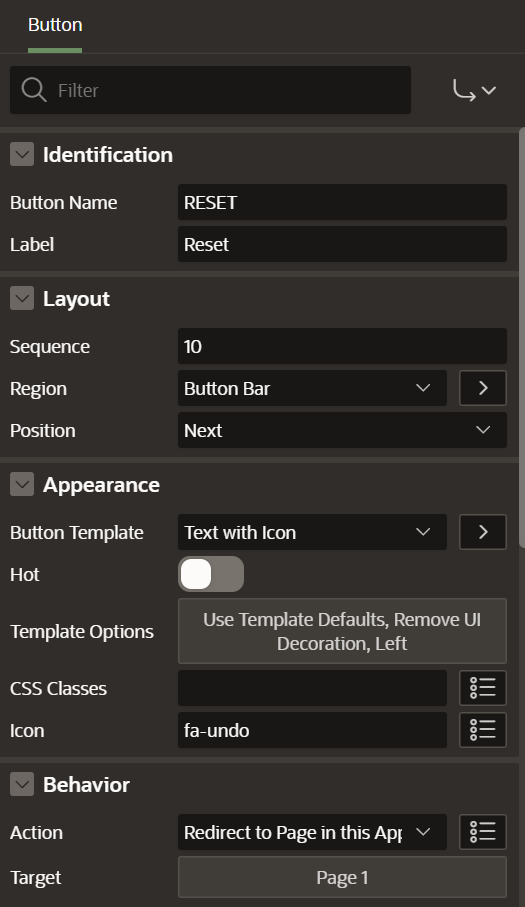 Button
Filter
Identification
Button Name RESET
Label Reset
Layout
Sequence 10
Region Button Bar
Position Next
Appearance
Button Template Text with Icon
Hot
Template Options Use Template Defaults, Remove UI
Decoration, Left
CSS Classes
Icon fa-undo
Behavior
Action Redirect to Page in this App
Target Page 1